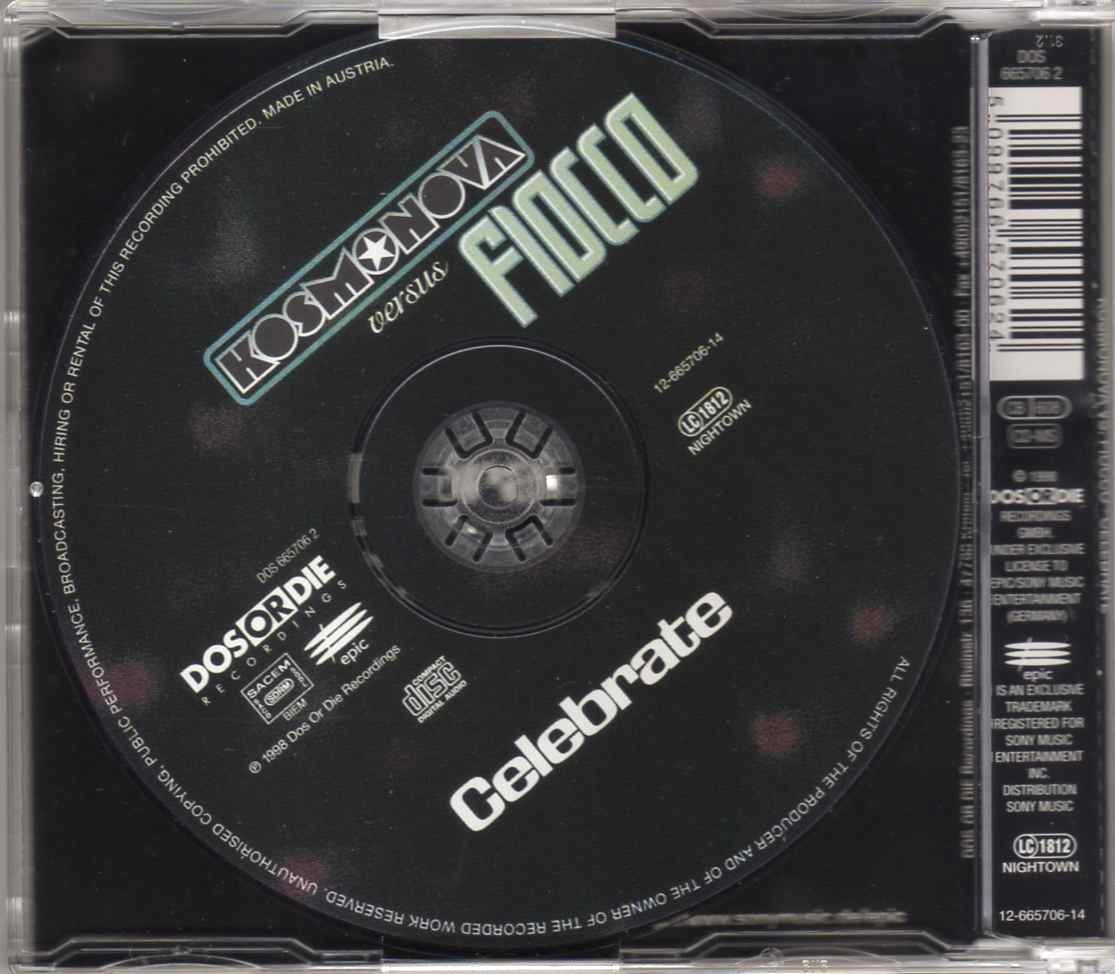 KOSMONOVA
versus
FIOCCO
12-665706-14
LC 1812
NIGHTOWN
DOS 665706 2
DOS OR DIE
RECORDINGS
epic
SACEM
SDRM
BIEM
℗ 1998 Dos Or Die Recordings
COMPACT
disc
DIGITAL AUDIO
Celebrate
ALL RIGHTS OF THE PRODUCER AND OF THE OWNER OF THE RECORDED WORK RESERVED. UNAUTHORISED COPYING, PUBLIC PERFORMANCE, BROADCASTING, HIRING OR RENTAL OF THIS RECORDING PROHIBITED. MADE IN AUSTRIA.
DOS
665706 2
5 099766 570624
© 1998
DOS OR DIE
RECORDINGS
GMBH.
UNDER EXCLUSIVE
LICENSE TO
EPIC/SONY MUSIC
ENTERTAINMENT
(GERMANY)
epic
IS AN EXCLUSIVE
TRADEMARK
REGISTERED FOR
SONY MUSIC
ENTERTAINMENT
INC.
DISTRIBUTION
SONY MUSIC
LC 1812
NIGHTOWN
12-665706-14